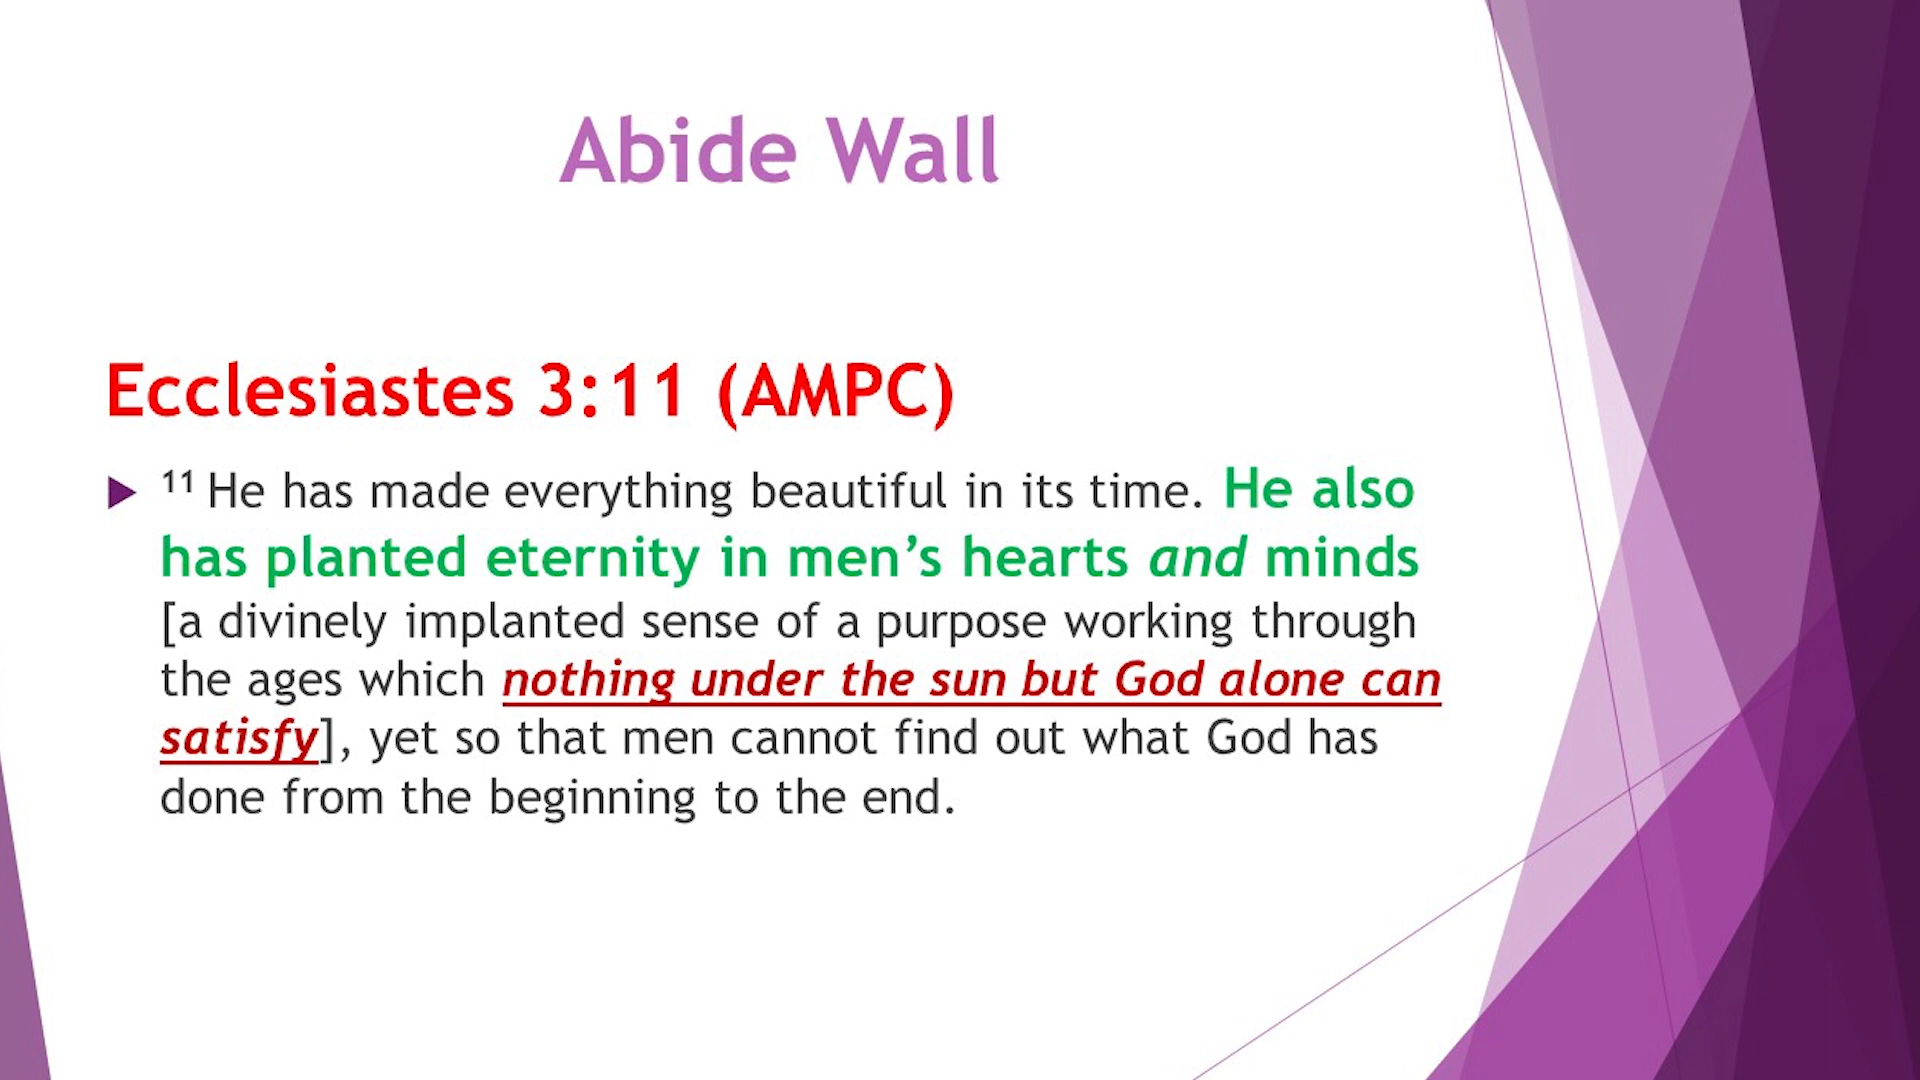 Abide Wall
Ecclesiastes 3:11 (AMPC)
11 He has made everything beautiful in its time. He also
has planted eternity in men’s hearts and minds
[a divinely implanted sense of a purpose working through
the ages which nothing under the sun but God alone can
satisfy], yet so that men cannot find out what God has
done from the beginning to the end.